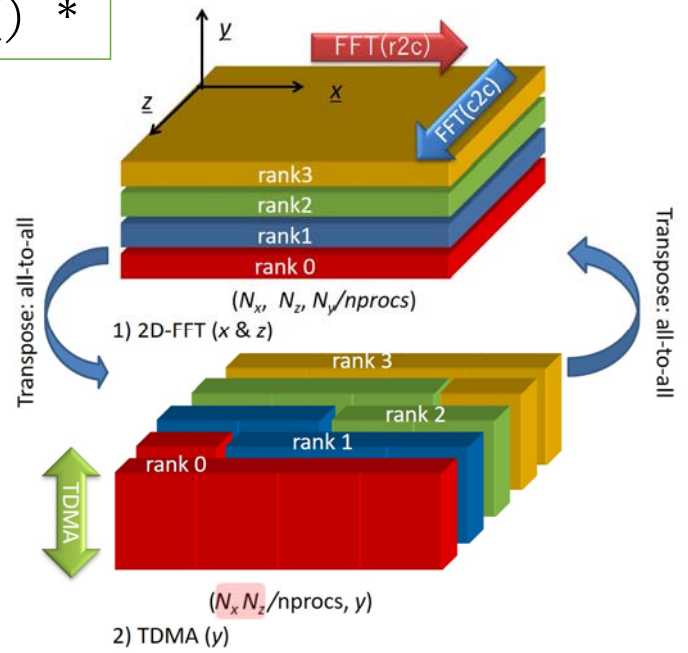 ) *
y
FFT(r2c)
x
z
FFT(c2c)
rank3
rank2
rank1
rank 0
Transpose: all-to-all
Transpose: all-to-all
(Nx, Nz, Ny/nprocs)
1) 2D-FFT (x & z)
rank 3
rank 2
rank 1
rank 0
TDMA
(Nx Nz/nprocs, y)
2) TDMA (y)